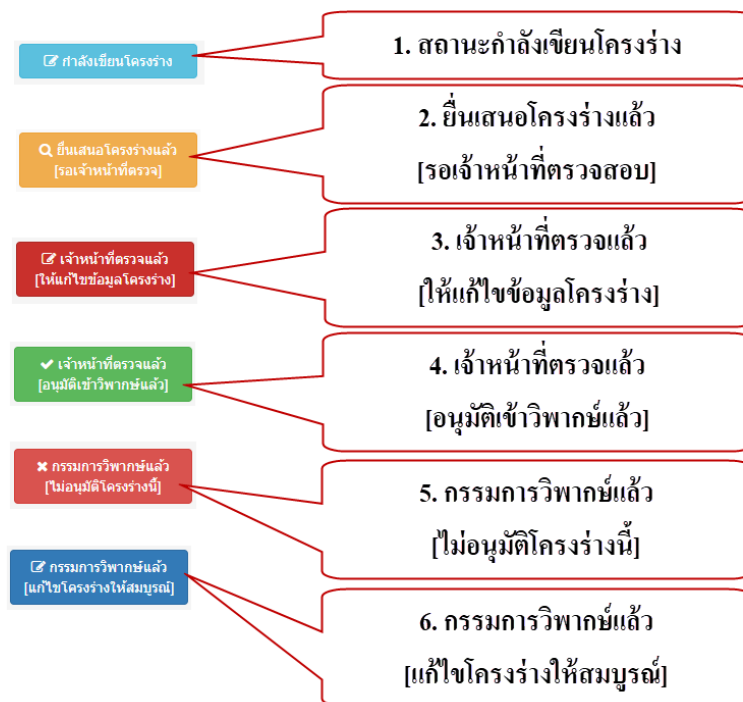 กำลังเขียนโครงร่าง
1. สถานะกำลังเขียนโครงร่าง
ยื่นเสนอโครงร่างแล้ว
[รอเจ้าหน้าที่ตรวจ]
2. ยื่นเสนอโครงร่างแล้ว
[รอเจ้าหน้าที่ตรวจสอบ]
เจ้าหน้าที่ตรวจแล้ว
[ให้แก้ไขข้อมูลโครงร่าง]
3. เจ้าหน้าที่ตรวจแล้ว
[ให้แก้ไขข้อมูลโครงร่าง]
เจ้าหน้าที่ตรวจแล้ว
[อนุมัติเข้าวิพากษ์แล้ว]
4. เจ้าหน้าที่ตรวจแล้ว
[อนุมัติเข้าวิพากษ์แล้ว]
กรรมการวิพากษ์แล้ว
[ไม่อนุมัติโครงร่างนี้]
5. กรรมการวิพากษ์แล้ว
[ไม่อนุมัติโครงร่างนี้]
กรรมการวิพากษ์แล้ว
[แก้ไขโครงร่างให้สมบูรณ์]
6. กรรมการวิพากษ์แล้ว
[แก้ไขโครงร่างให้สมบูรณ์]